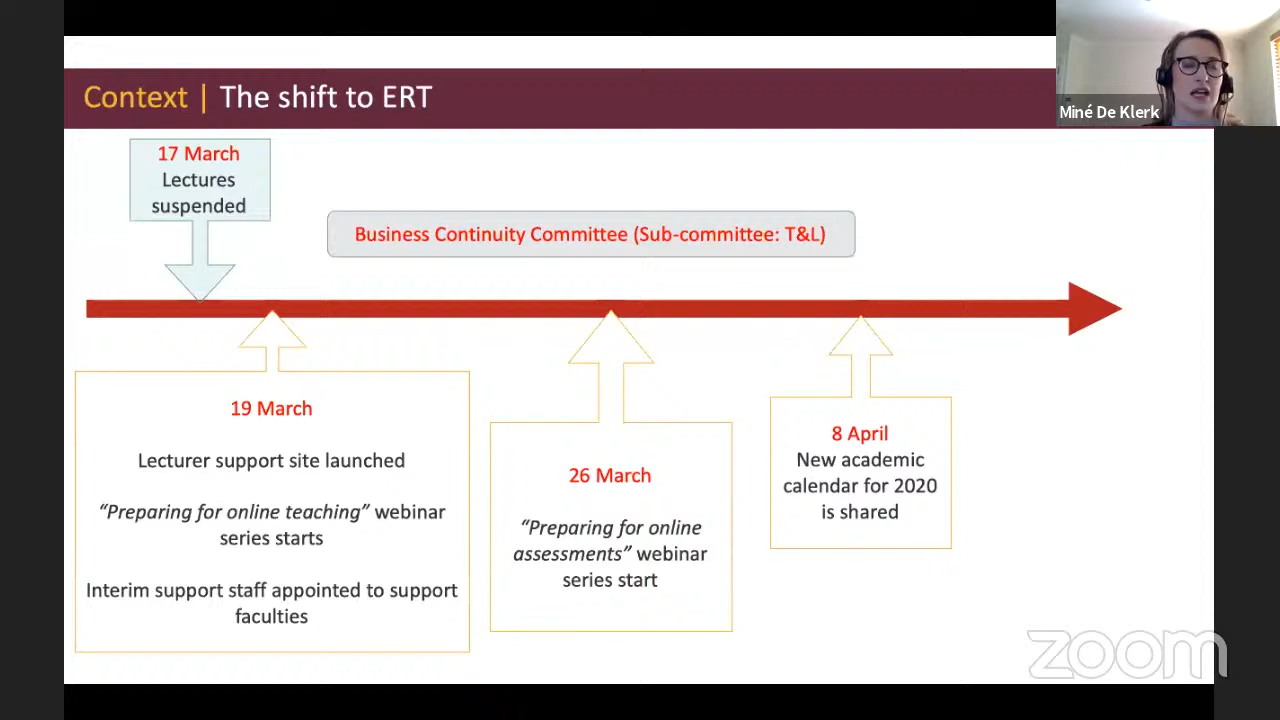 Context | The shift to ERT
Miné De Klerk
17 March
Lectures
suspended
Business Continuity Committee (Sub-committee: T&L)
19 March
Lecturer support site launched
“Preparing for online teaching” webinar
series starts
Interim support staff appointed to support
faculties
26 March
“Preparing for online
assessments” webinar
series start
8 April
New academic
calendar for 2020
is shared
zoom